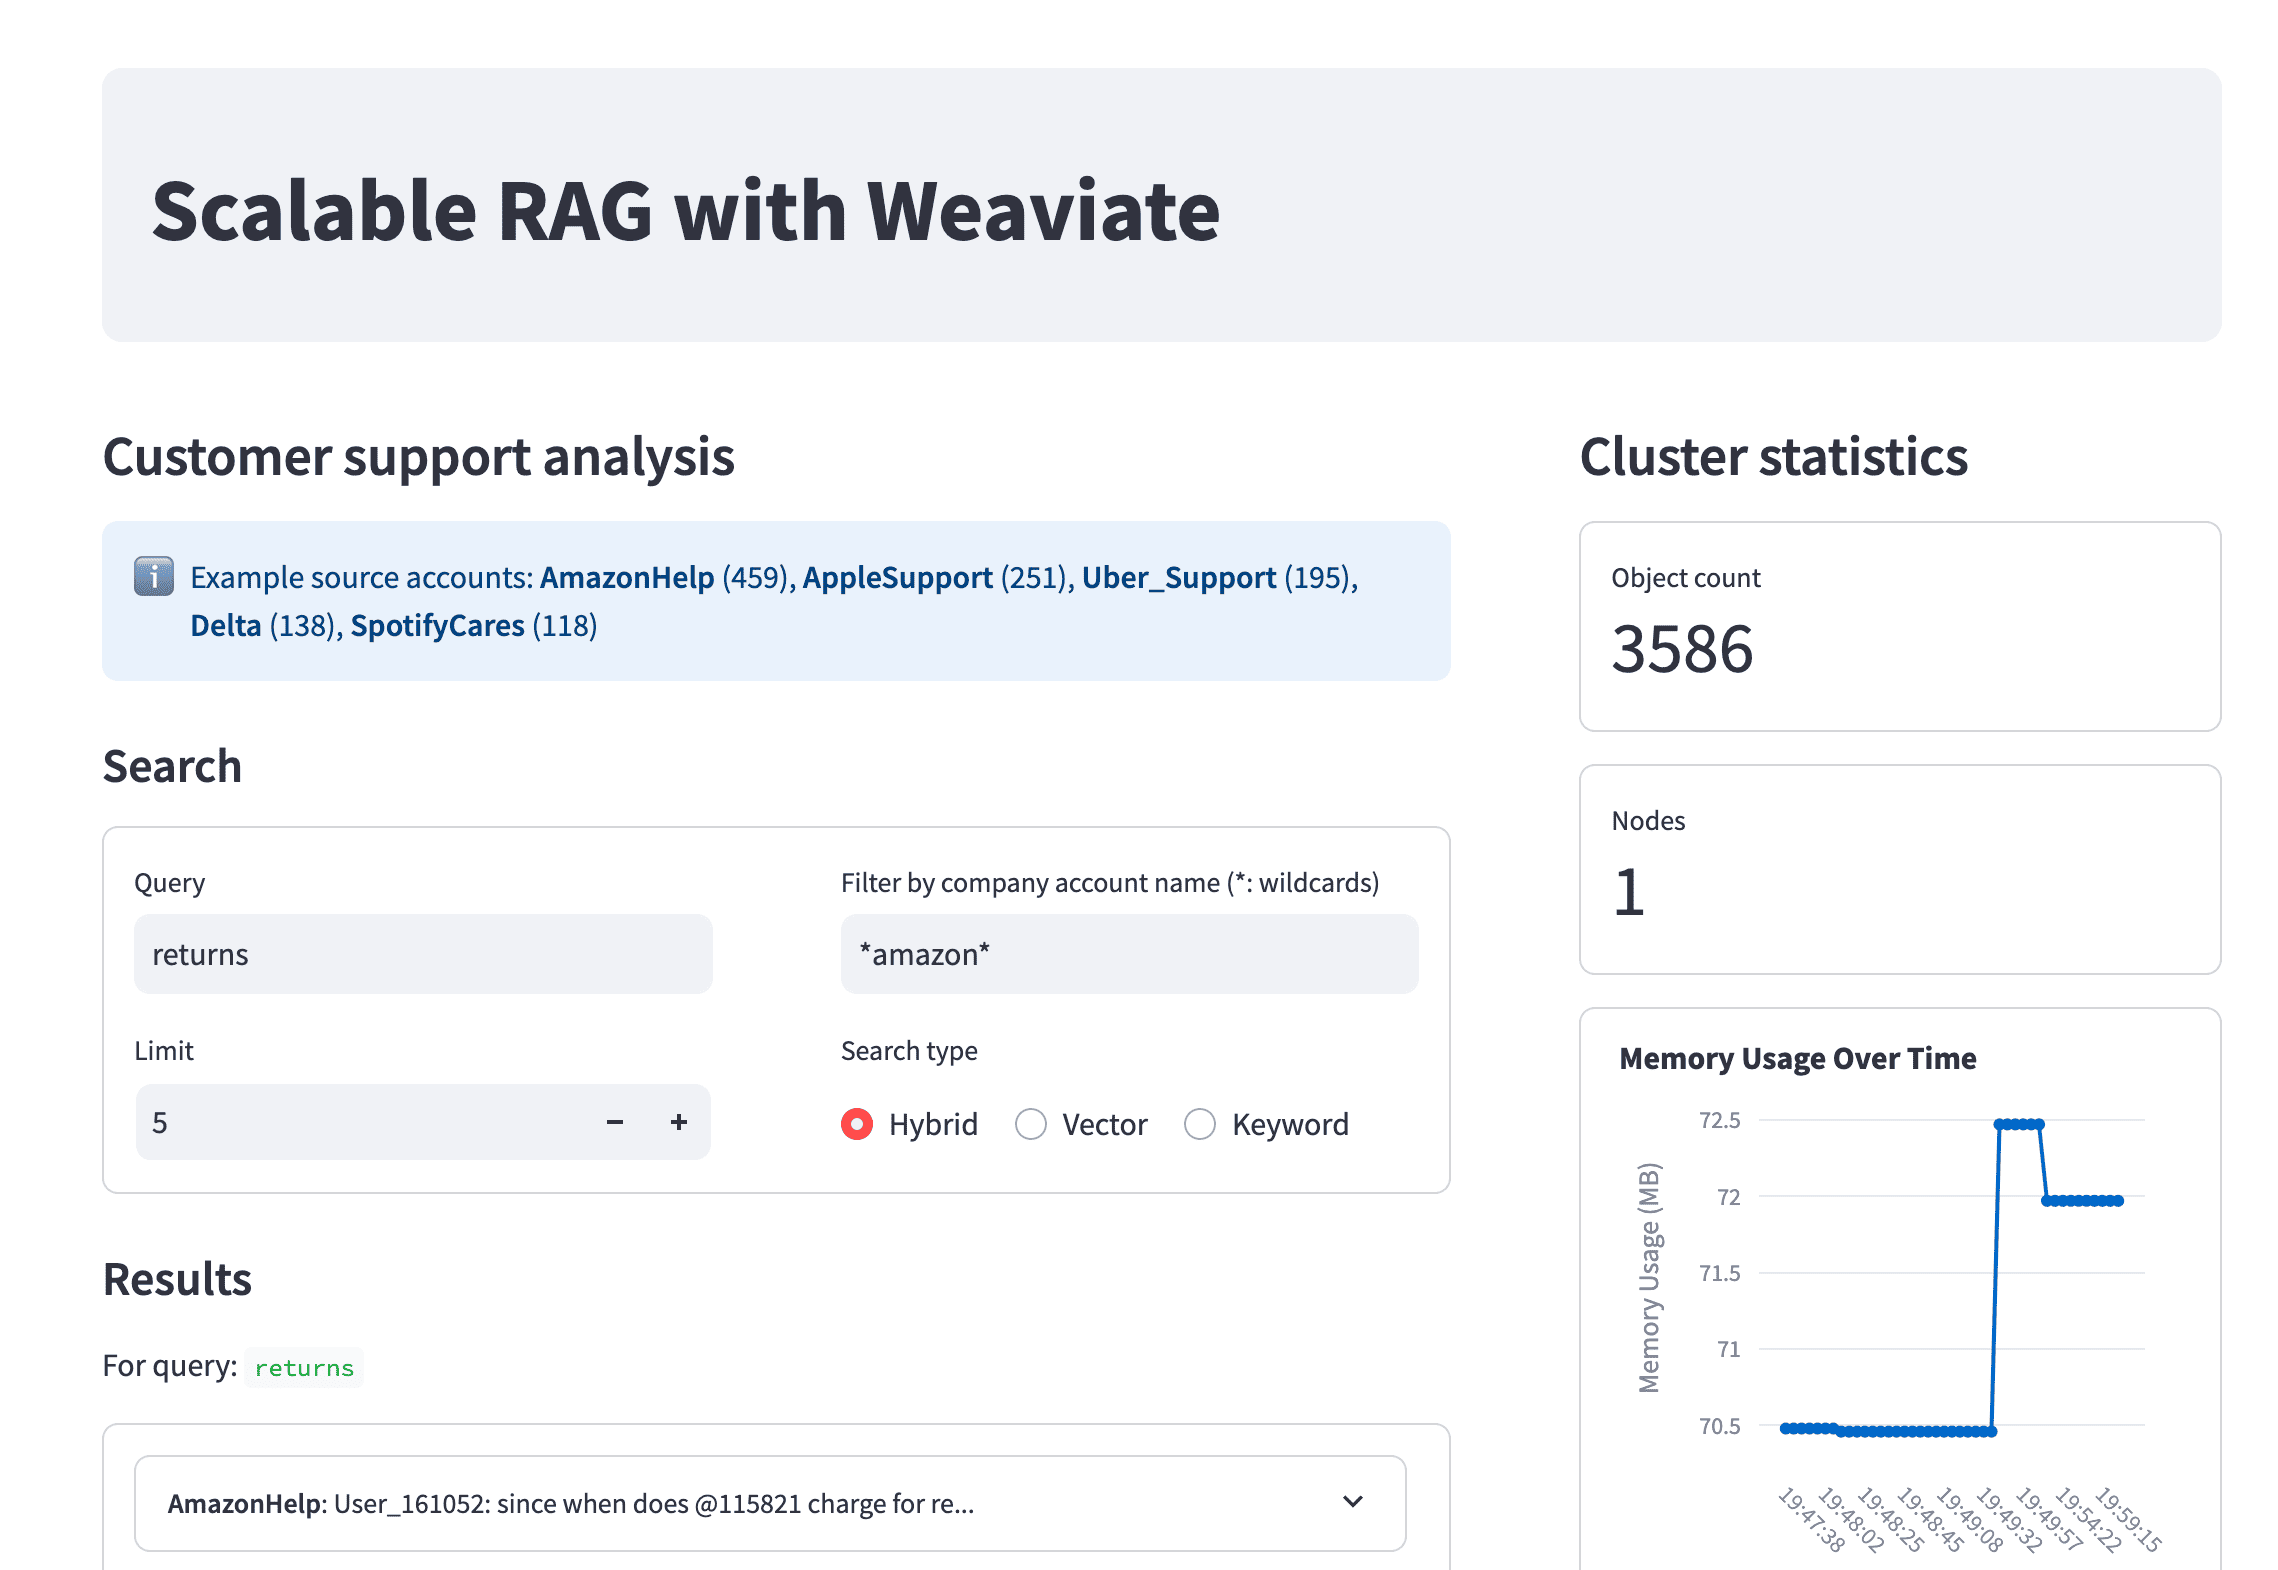 Scalable RAG with Weaviate
Customer support analysis
Example source accounts: AmazonHelp (459), AppleSupport (251), Uber_Support (195),
Delta (138), SpotifyCares (118)
Search
Query
returns
Filter by company account name (*: wildcards)
*amazon*
Limit
5
Search type
Hybrid
Vector
Keyword
Results
For query: returns
AmazonHelp: User_161052: since when does @115821 charge for re...
Cluster statistics
Object count
3586
Nodes
1
Memory Usage Over Time
Memory Usage (MB)
72.5
72
71.5
71
70.5
19:47:38
19:48:02
19:48:25
19:48:45
19:49:08
19:49:32
19:49:57
19:54:22
19:59:15